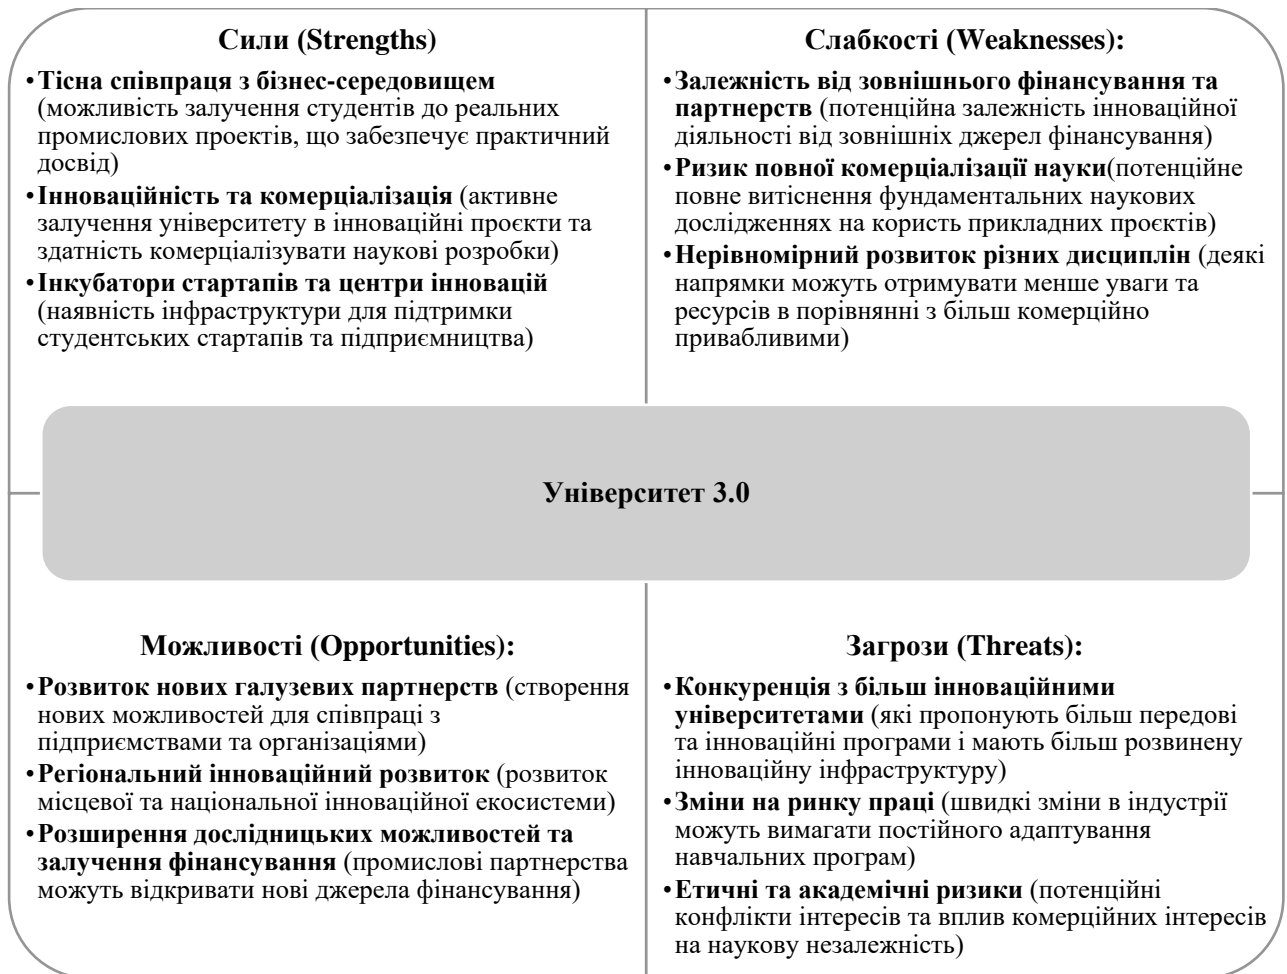 Сили (Strengths)
•Тісна співпраця з бізнес-середовищем
(можливість залучення студентів до реальних
промислових проектів, що забезпечує практичний
досвід)
•Інноваційність та комерціалізація (активне
залучення університету в інноваційні проєкти та
здатність комерціалізувати наукові розробки)
•Інкубатори стартапів та центри інновацій
(наявність інфраструктури для підтримки
студентських стартапів та підприємництва)
Слабкості (Weaknesses):
•Залежність від зовнішнього фінансування та
партнерств (потенційна залежність інноваційної
діяльності від зовнішніх джерел фінансування)
•Ризик повної комерціалізації науки(потенційне
повне витіснення фундаментальних наукових
дослідженнях на користь прикладних проєктів)
•Нерівномірний розвиток різних дисциплін (деякі
напрямки можуть отримувати менше уваги та
ресурсів в порівнянні з більш комерційно
привабливими)
Університет 3.0
Можливості (Opportunities):
•Розвиток нових галузевих партнерств (створення
нових можливостей для співпраці з
підприємствами та організаціями)
•Регіональний інноваційний розвиток (розвиток
місцевої та національної інноваційної екосистеми)
•Розширення дослідницьких можливостей та
залучення фінансування (промислові партнерства
можуть відкривати нові джерела фінансування)
Загрози (Threats):
•Конкуренція з більш інноваційними
університетами (які пропонують більш передові
та інноваційні програми і мають більш розвинену
інноваційну інфраструктуру)
•Зміни на ринку праці (швидкі зміни в індустрії
можуть вимагати постійного адаптування
навчальних програм)
•Етичні та академічні ризики (потенційні
конфлікти інтересів та вплив комерційних інтересів
на наукову незалежність)